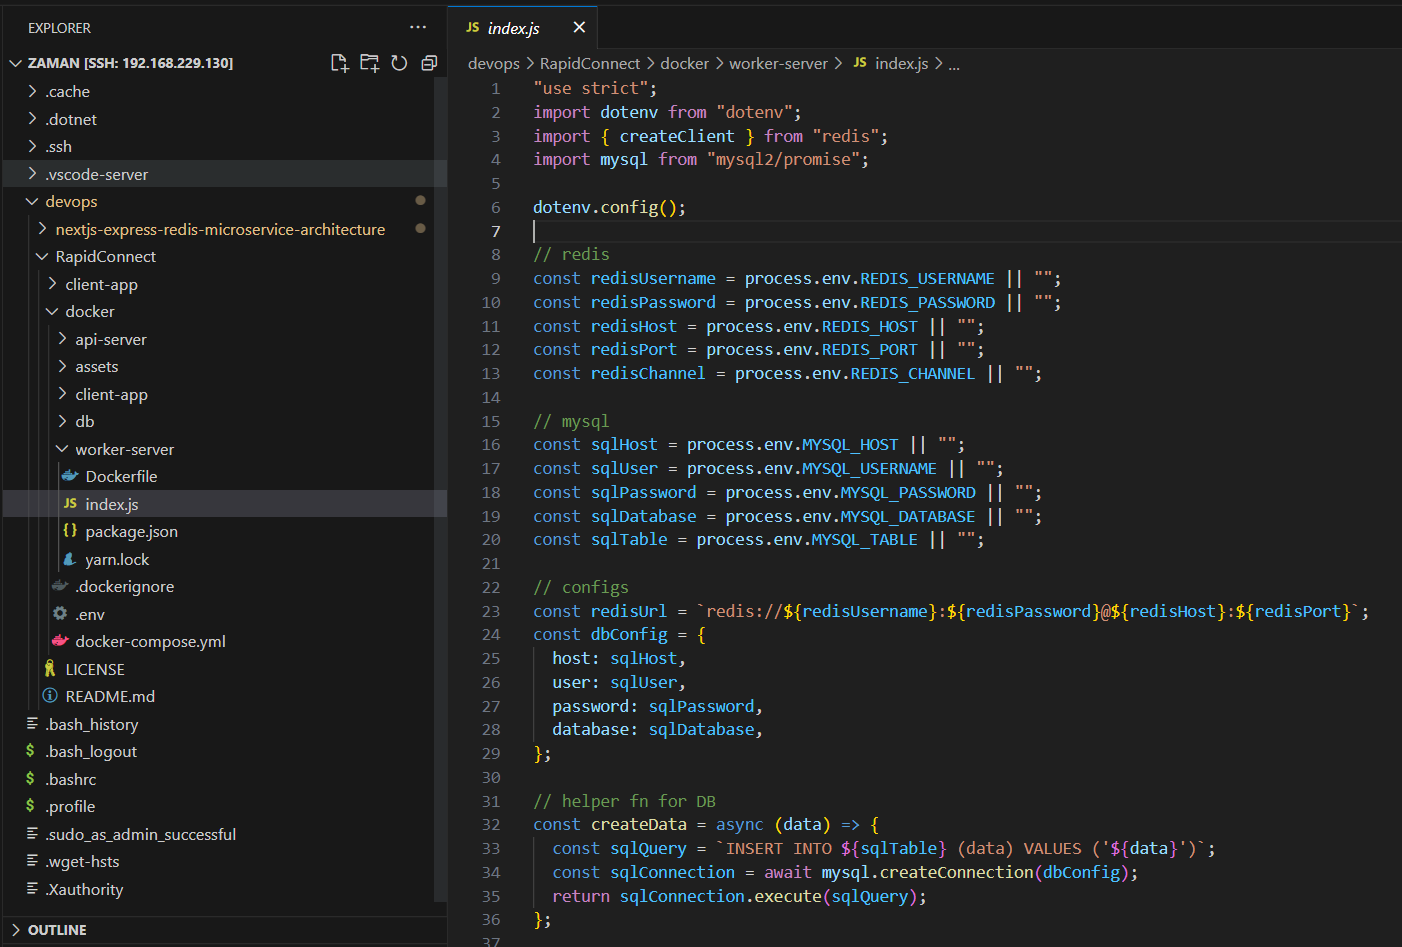 EXPLORER
ZAMAN [SSH: 192.168.229.130]
.cache
.dotnet
.ssh
.vscode-server
devops
nextjs-express-redis-microservice-architecture
RapidConnect
client-app
docker
api-server
assets
client-app
db
worker-server
Dockerfile
JS index.js
{} package.json
yarn.lock
.dockerignore
.env
docker-compose.yml
LICENSE
README.md
.bash_history
$ .bash_logout
$ .bashrc
$ .profile
.sudo_as_admin_successful
.wget-hsts
.Xauthority
OUTLINE
JS index.js
devops > RapidConnect > docker > worker-server > JS index.js > ...
1 "use strict";
2 import dotenv from "dotenv";
3 import { createClient } from "redis";
4 import mysql from "mysql2/promise";
5
6 dotenv.config();
7
8 // redis
9 const redisUsername = process.env.REDIS_USERNAME || "";
10 const redisPassword = process.env.REDIS_PASSWORD || "";
11 const redisHost = process.env.REDIS_HOST || "";
12 const redisPort = process.env.REDIS_PORT || "";
13 const redisChannel = process.env.REDIS_CHANNEL || "";
14
15 // mysql
16 const sqlHost = process.env.MYSQL_HOST || "";
17 const sqlUser = process.env.MYSQL_USERNAME || "";
18 const sqlPassword = process.env.MYSQL_PASSWORD || "";
19 const sqlDatabase = process.env.MYSQL_DATABASE || "";
20 const sqlTable = process.env.MYSQL_TABLE || "";
21
22 // configs
23 const redisUrl = `redis://${redisUsername}:${redisPassword}@${redisHost}:${redisPort}`;
24 const dbConfig = {
25 host: sqlHost,
26 user: sqlUser,
27 password: sqlPassword,
28 database: sqlDatabase,
29 };
30
31 // helper fn for DB
32 const createData = async (data) => {
33 const sqlQuery = `INSERT INTO ${sqlTable} (data) VALUES ('${data}')`;
34 const sqlConnection = await mysql.createConnection(dbConfig);
35 return sqlConnection.execute(sqlQuery);
36 };
37